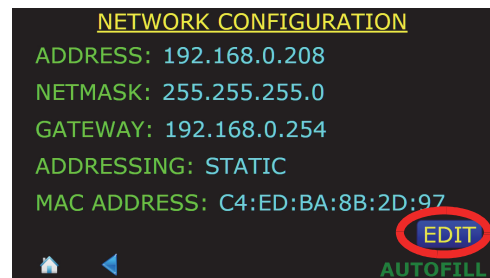 NETWORK CONFIGURATION
ADDRESS: 192.168.0.208
NETMASK: 255.255.255.0
GATEWAY: 192.168.0.254
ADDRESSING: STATIC
MAC ADDRESS: C4:ED:BA:8B:2D:97
EDIT
AUTOFILL